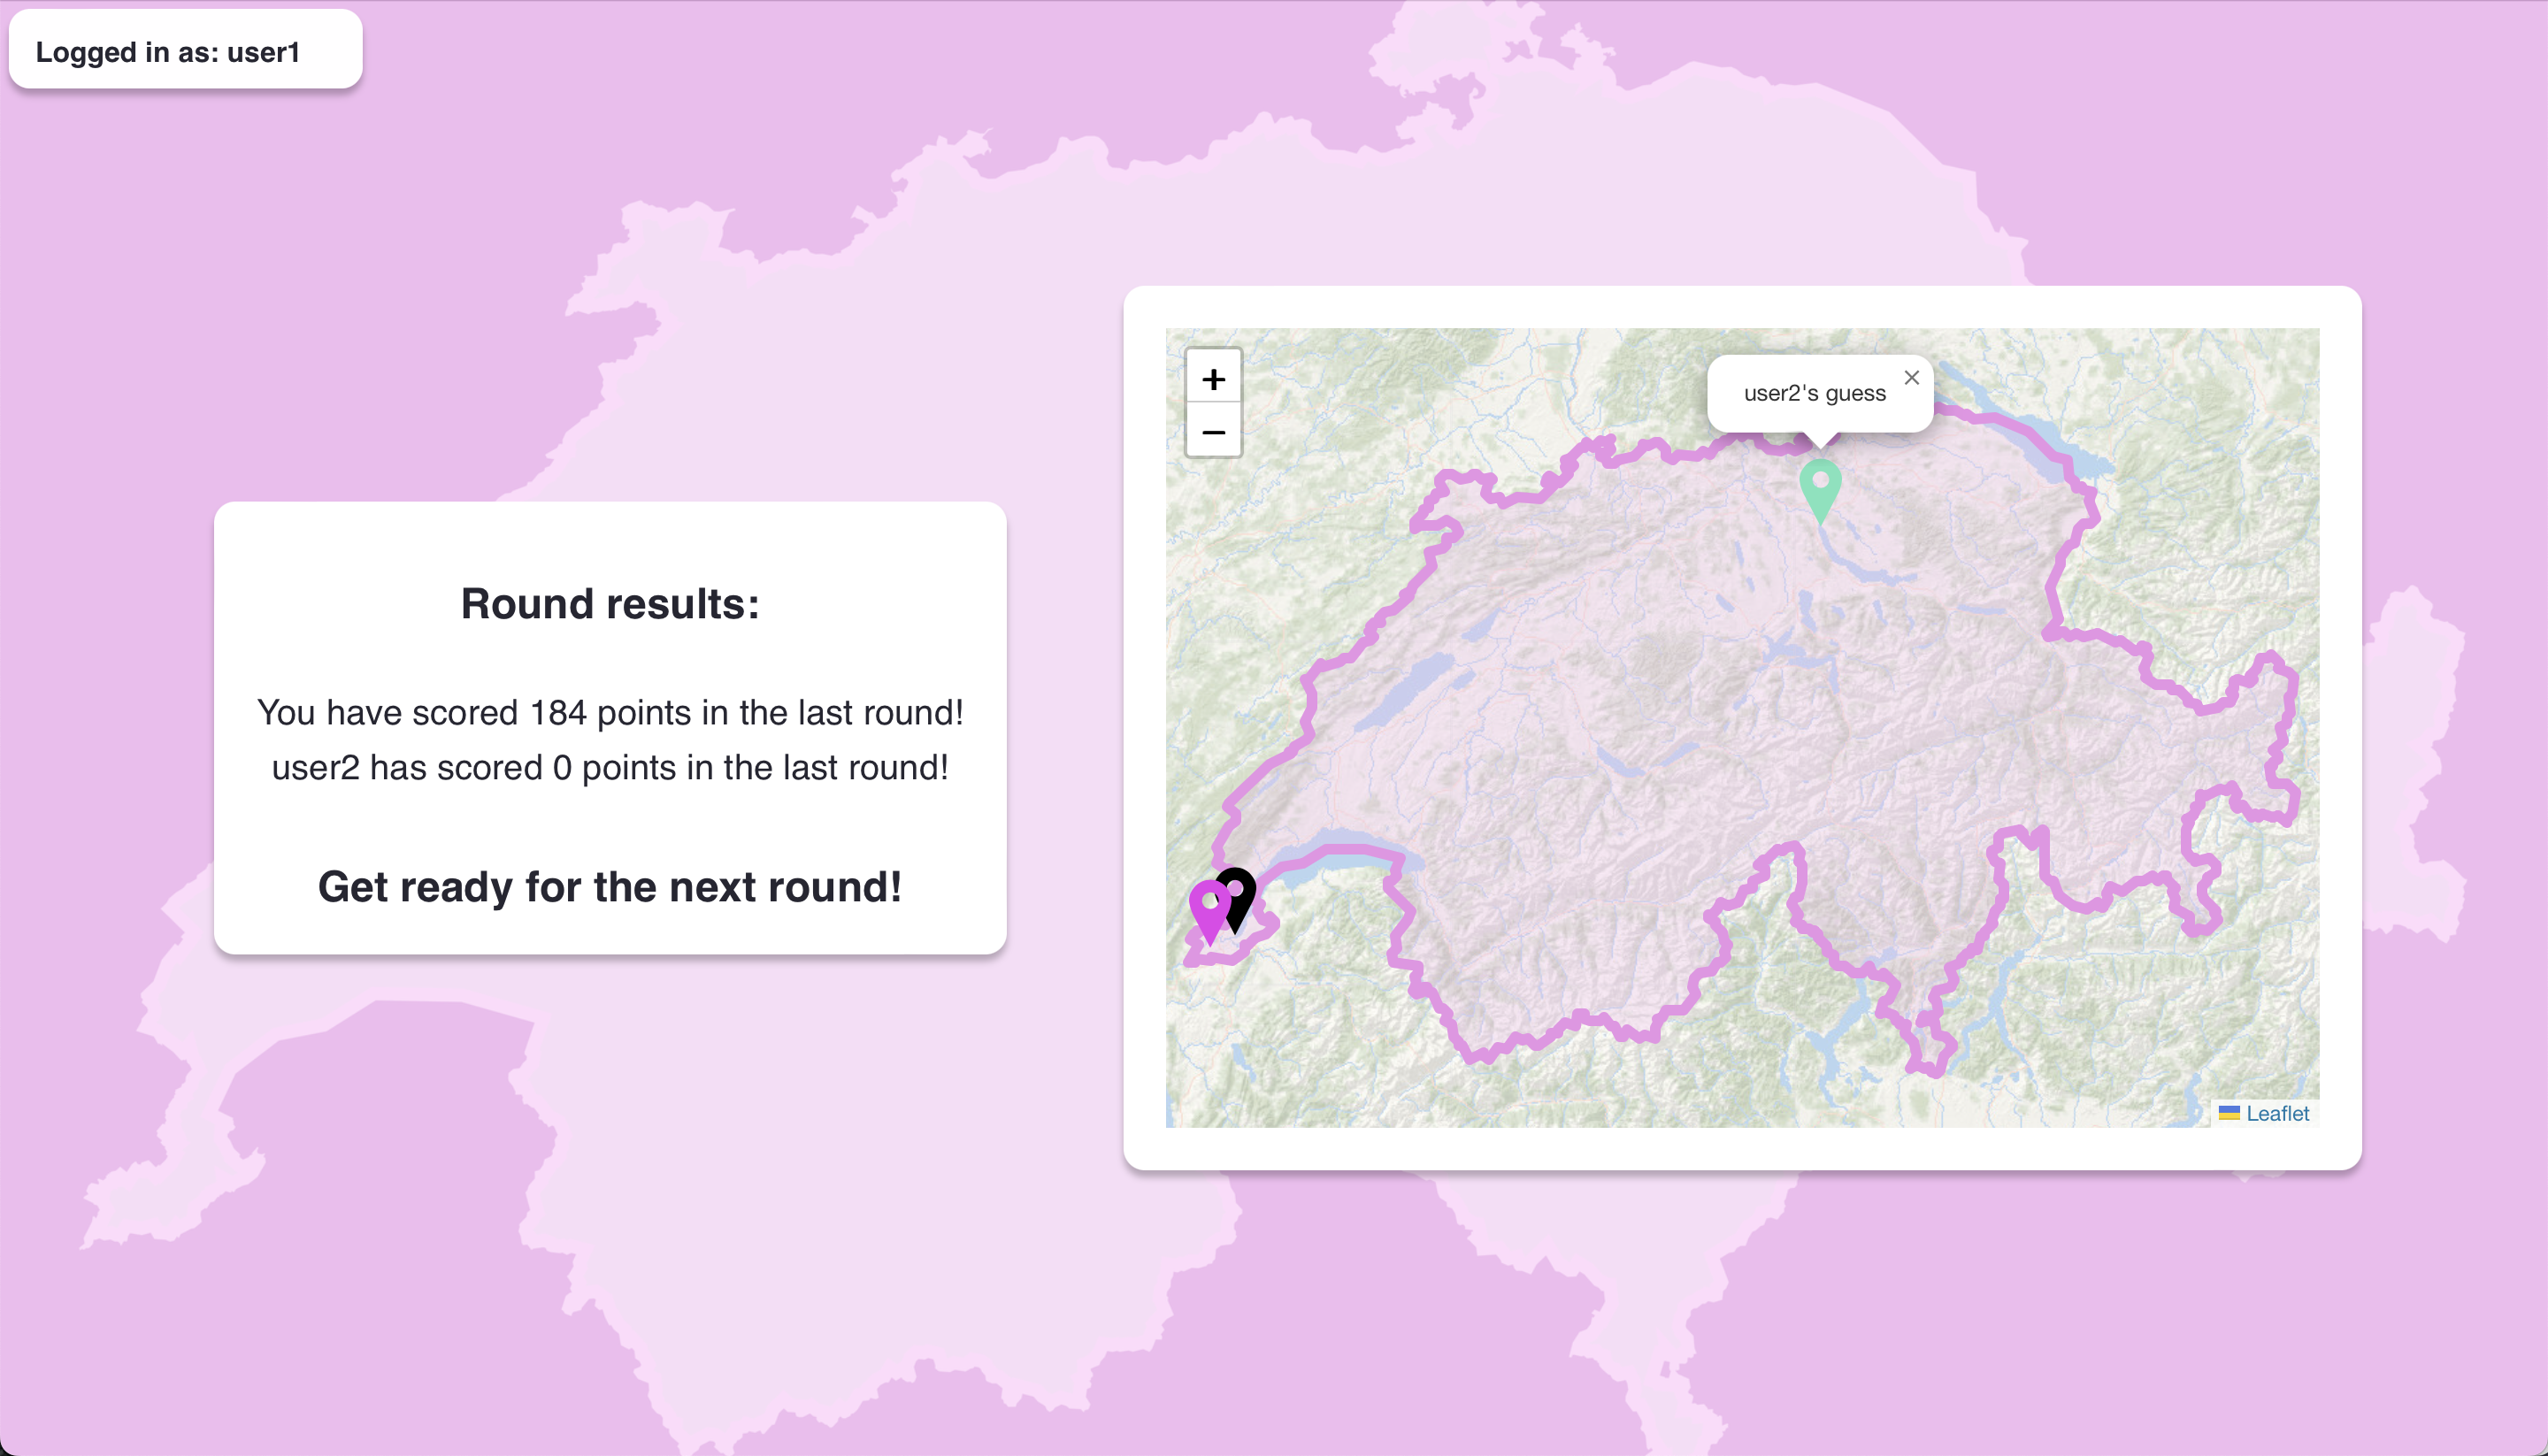 Logged in as: user1
+
user2's guess ×
−
Round results:
You have scored 184 points in the last round!
user2 has scored 0 points in the last round!
Get ready for the next round!
Leaflet